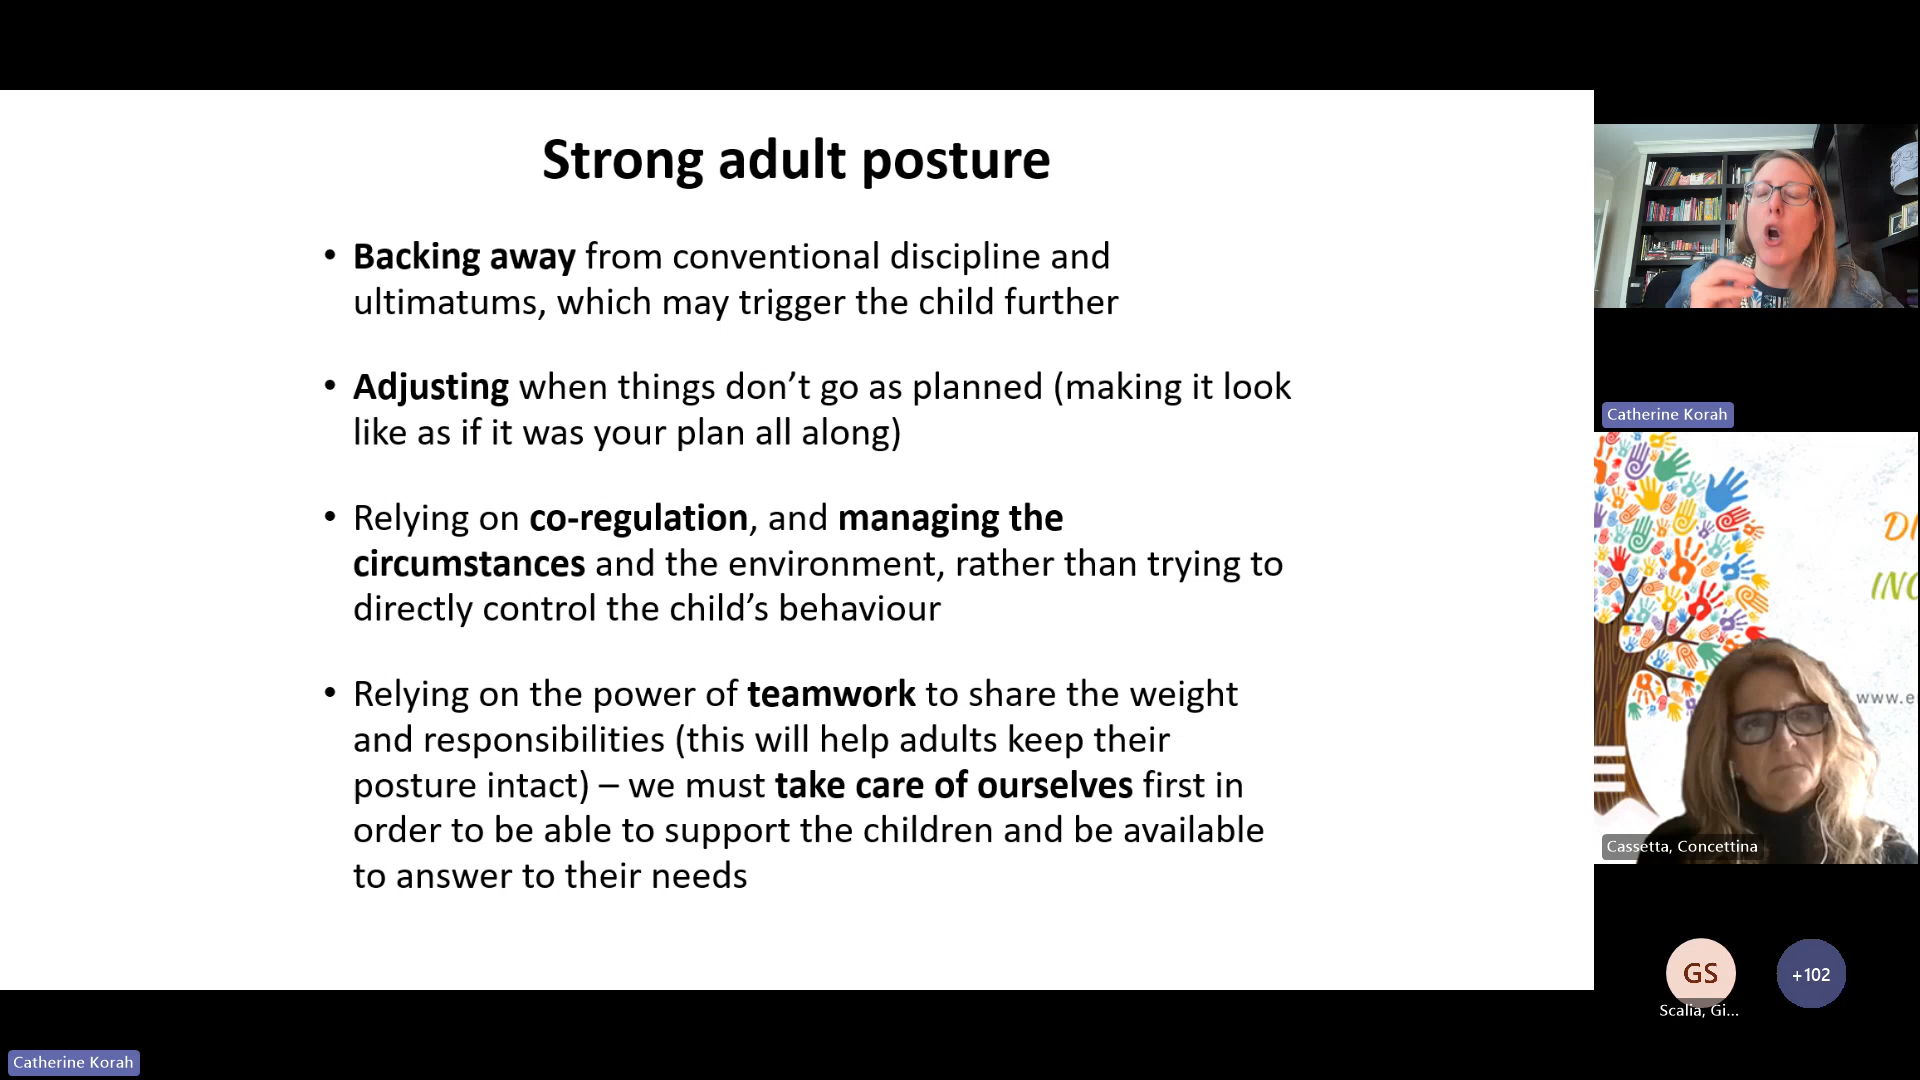 Strong adult posture
• Backing away from conventional discipline and
ultimatums, which may trigger the child further
• Adjusting when things don’t go as planned (making it look
like as if it was your plan all along)
• Relying on co-regulation, and managing the
circumstances and the environment, rather than trying to
directly control the child’s behaviour
• Relying on the power of teamwork to share the weight
and responsibilities (this will help adults keep their
posture intact) – we must take care of ourselves first in
order to be able to support the children and be available
to answer to their needs
Catherine Korah
DI
INC
www.e
Cassetta, Concettina
GS
Scalia, Gi...
+102
Catherine Korah